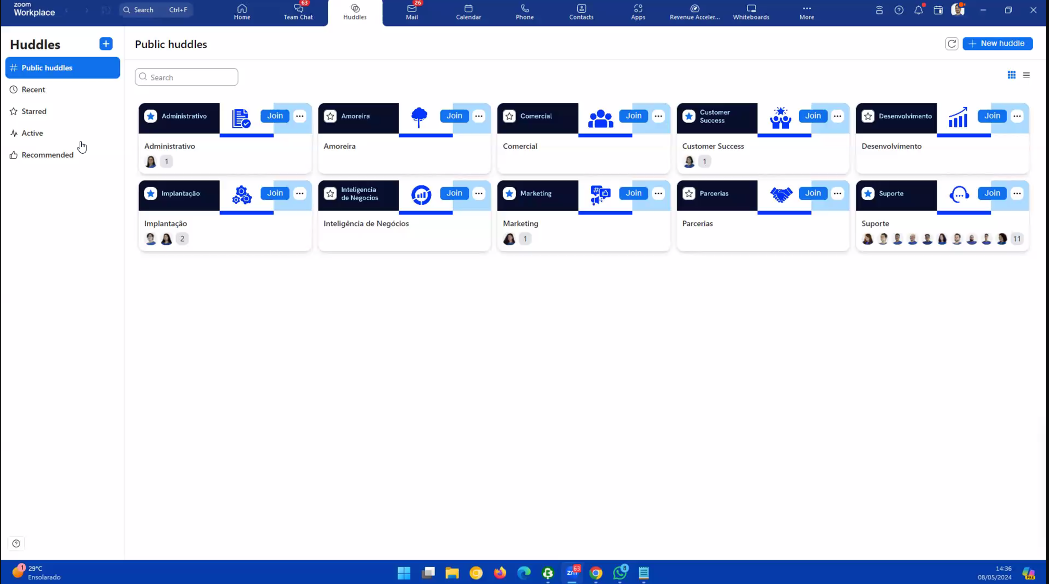 zoom
Workplace
Search Ctrl+F
Home
63
Team Chat
Huddles
26
Mail
Calendar
Phone
Contacts
Apps
Revenue Acceler...
Whiteboards
More
Huddles
Public huddles
Recent
Starred
Active
Recommended
Public huddles
New huddle
Search
Administrativo
Join
Administrativo
1
Amoreira
Join
Amoreira
Comercial
Join
Comercial
Customer
Success
Join
Customer Success
1
Desenvolvimento
Join
Desenvolvimento
Implantação
Join
Implantação
2
Inteligencia
de Negócios
Join
Inteligência de Negócios
Marketing
Join
Marketing
1
Parcerias
Join
Parcerias
Suporte
Join
Suporte
11
1
29°C
Ensolarado
zm
63
14:36
08/05/2024